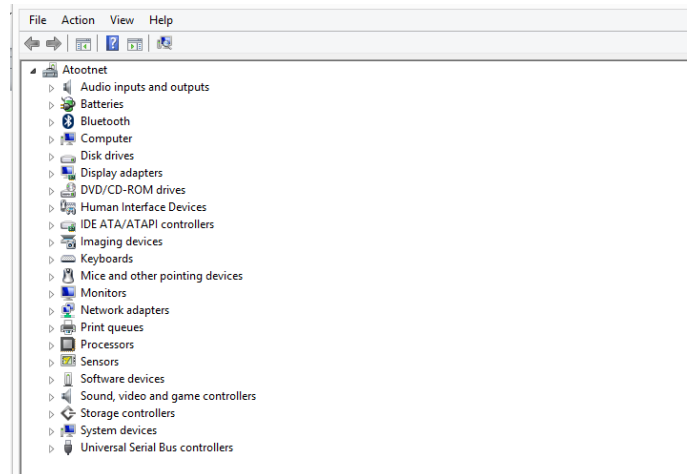 File Action View Help
Atootnet
Audio inputs and outputs
Batteries
Bluetooth
Computer
Disk drives
Display adapters
DVD/CD-ROM drives
Human Interface Devices
IDE ATA/ATAPI controllers
Imaging devices
Keyboards
Mice and other pointing devices
Monitors
Network adapters
Print queues
Processors
Sensors
Software devices
Sound, video and game controllers
Storage controllers
System devices
Universal Serial Bus controllers